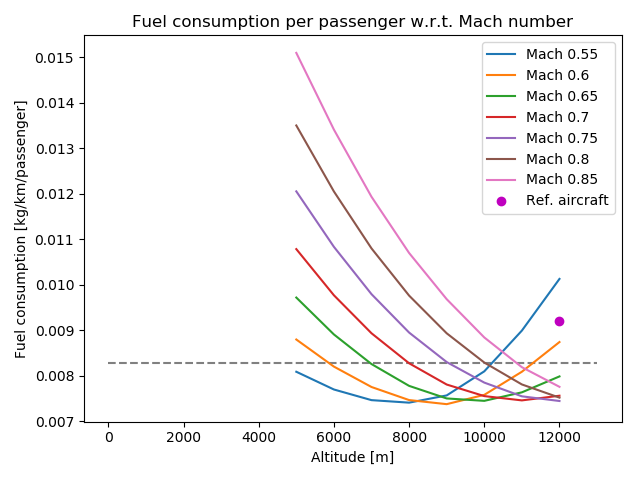 Fuel consumption per passenger w.r.t. Mach number
Mach 0.55
Mach 0.6
Mach 0.65
Mach 0.7
Mach 0.75
Mach 0.8
Mach 0.85
Ref. aircraft
Fuel consumption [kg/km/passenger]
0.015
0.014
0.013
0.012
0.011
0.010
0.009
0.008
0.007
0 2000 4000 6000 8000 10000 12000
Altitude [m]